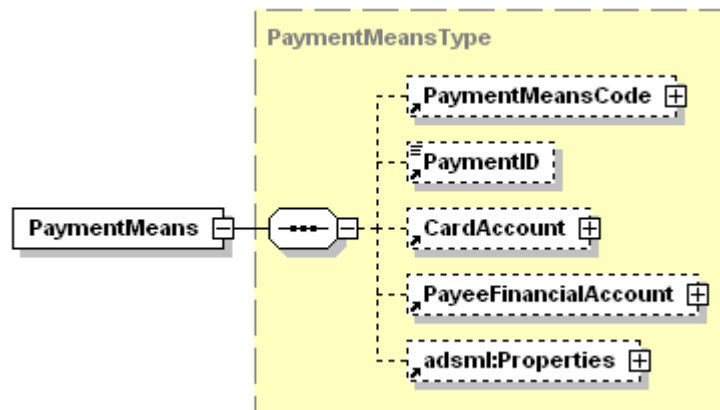 PaymentMeansType
PaymentMeansCode
PaymentID
PaymentMeans
CardAccount
PayeeFinancialAccount
adsml:Properties